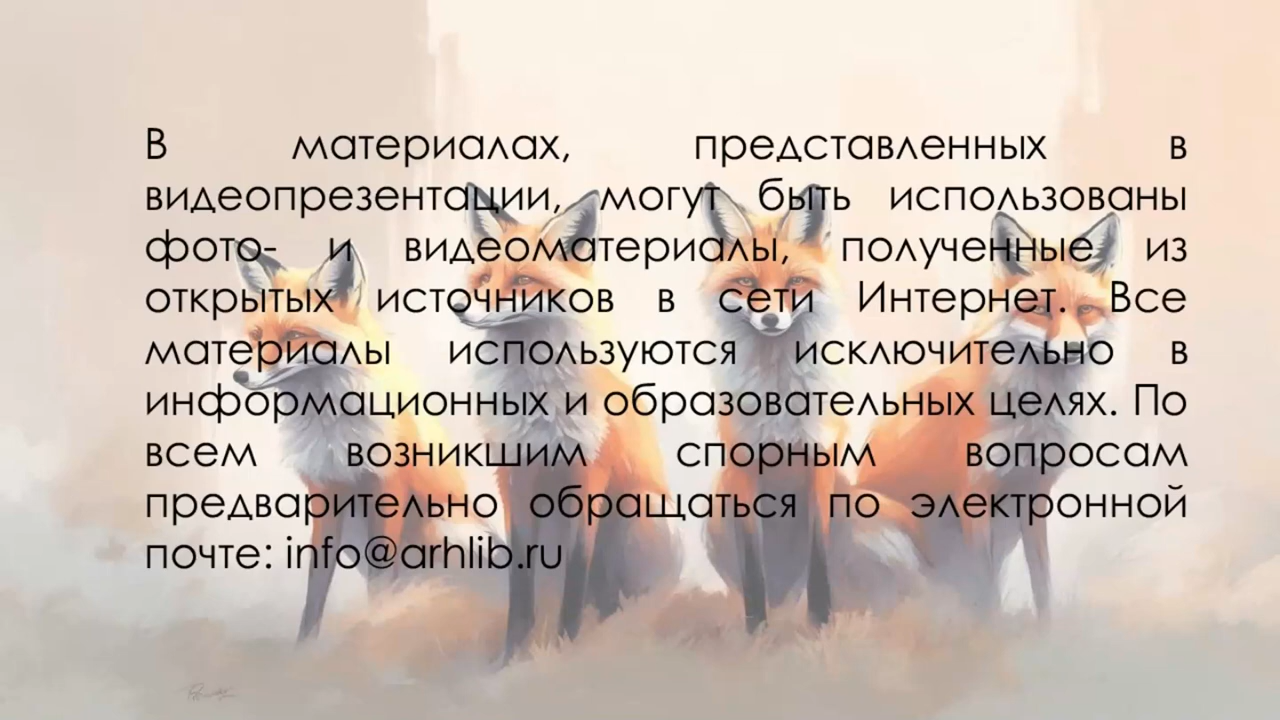 В материалах, представленных в
видеопрезентации, могут быть использованы
фото- и видеоматериалы, полученные из
открытых источников в сети Интернет. Все
материалы используются исключительно в
информационных и образовательных целях. По
всем возникшим спорным вопросам
предварительно обращаться по электронной
почте: info@arhlib.ru